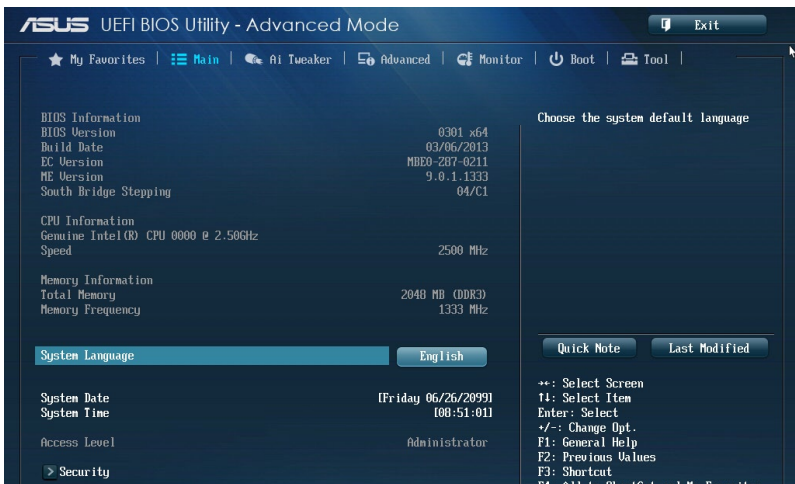 ASUS UEFI BIOS Utility - Advanced Mode Exit
My Favorites Main Ai Tweaker Advanced Monitor Boot Tool
Choose the system default language
BIOS Information
BIOS Version 0301 x64
Build Date 03/06/2013
EC Version MBE0-Z87-0211
ME Version 9.0.1.1333
South Bridge Stepping 04/C1
CPU Information
Genuine Intel(R) CPU 0000 @ 2.50GHz
Speed 2500 MHz
Memory Information
Total Memory 2048 MB (DDR3)
Memory Frequency 1333 MHz
System Language English
Quick Note Last Modified
System Date [Friday 06/26/2099]
System Time [08:51:01]
Access Level Administrator
> Security
→←: Select Screen
↑↓: Select Item
Enter: Select
+/-: Change Opt.
F1: General Help
F2: Previous Values
F3: Shortcut